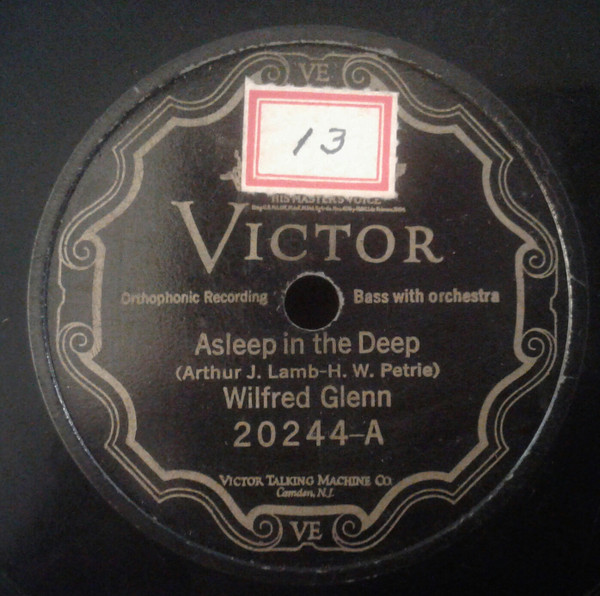 VE
13
"HIS MASTER'S VOICE"
VICTOR
Orthophonic Recording
Bass with orchestra
Asleep in the Deep
(Arthur J. Lamb-H. W. Petrie)
Wilfred Glenn
20244-A
VICTOR TALKING MACHINE CO.
Camden, N.J.
VE